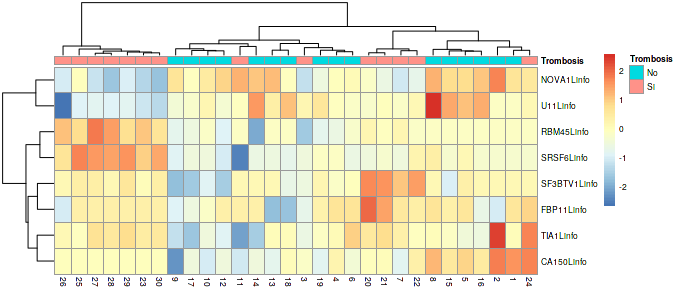 Trombosis
NOVA1Linfo
U11Linfo
RBM45Linfo
SRSF6Linfo
SF3BTV1Linfo
FBP11Linfo
TIA1Linfo
CA150Linfo
26 25 27 28 29 23 30 9 17 10 12 11 14 13 18 3 19 4 6 20 21 7 22 8 15 5 16 2 1 24
2
1
0
-1
-2
Trombosis
No
Si